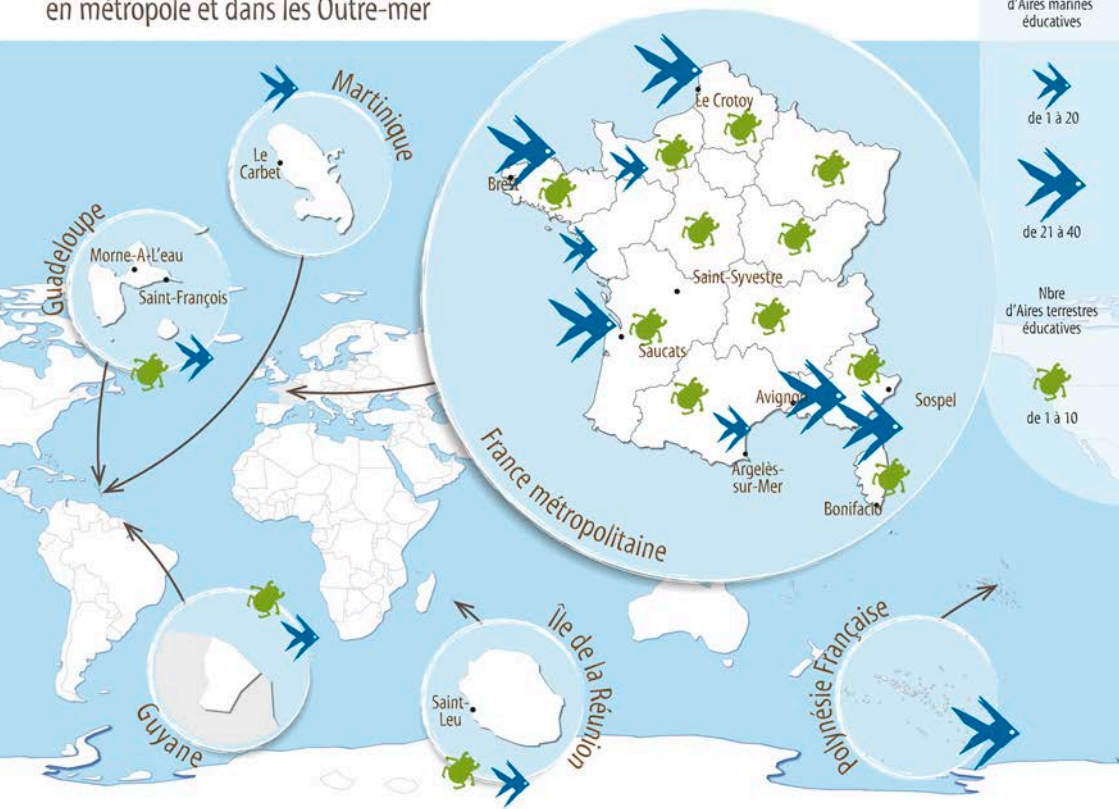 en métropole et dans les Outre-mer
d'Aires marines
éducatives
de 1 à 20
de 21 à 40
Nbre
d'Aires terrestres
éducatives
de 1 à 10
Martinique
Le
Carbet
Guadeloupe
Morne-A-L'eau
Saint-François
Le Crotoy
Brest
Saint-Syvestre
Saucats
Avignon
Sospel
Argelès-
sur-Mer
Bonifacio
France métropolitaine
Guyane
Saint-
Leu
Île de la Réunion
Polynésie Française